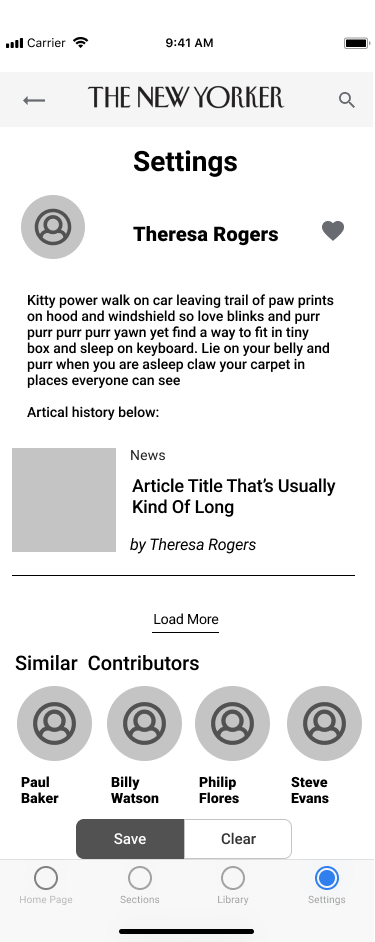 Carrier 9:41 AM
THE NEW YORKER
Settings
Theresa Rogers
Kitty power walk on car leaving trail of paw prints
on hood and windshield so love blinks and purr
purr purr purr yawn yet find a way to fit in tiny
box and sleep on keyboard. Lie on your belly and
purr when you are asleep claw your carpet in
places everyone can see
Artical history below:
News
Article Title That's Usually
Kind Of Long
by Theresa Rogers
Load More
Similar Contributors
Paul Billy Philip Steve
Baker Watson Flores Evans
Save Clear
Home Page Sections Library Settings